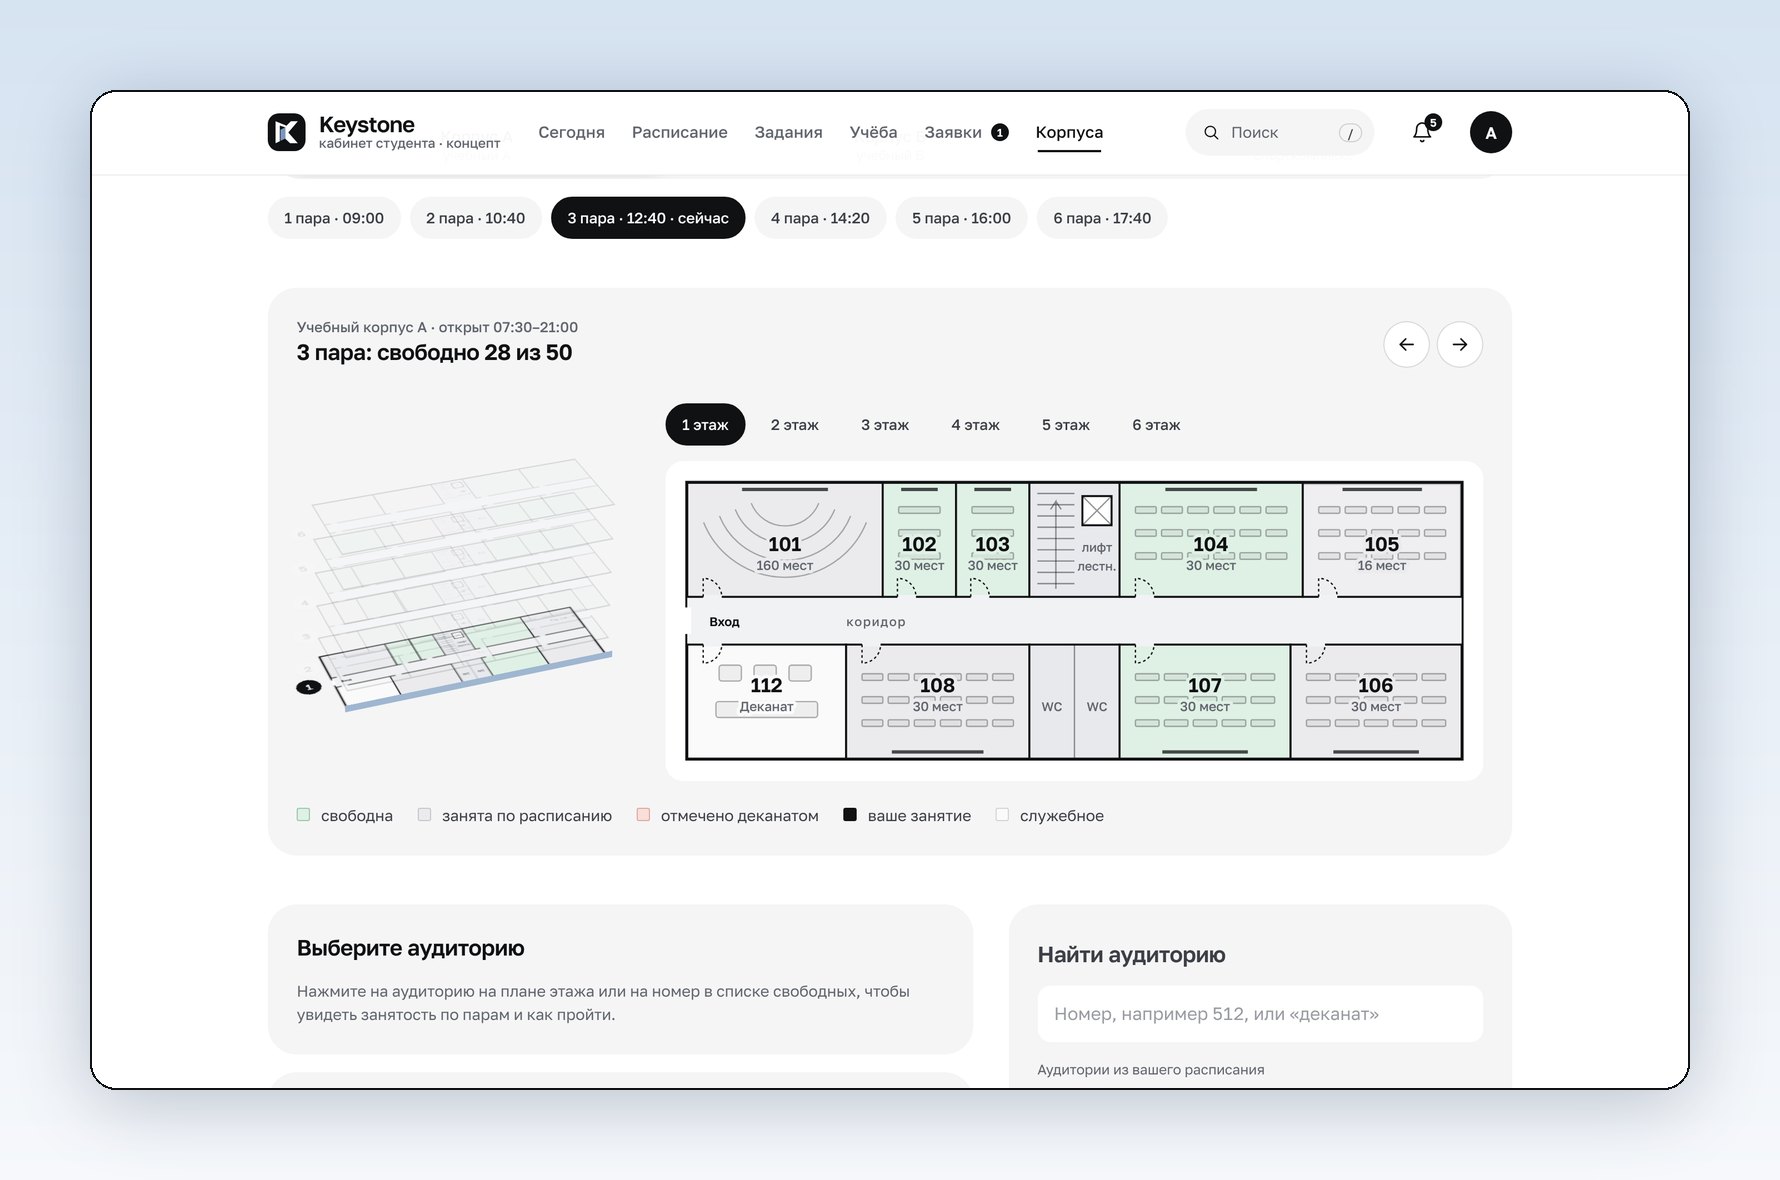 Keystone
кабинет студента · концепт
Сегодня
Расписание
Задания
Учёба
Заявки 1
Корпуса
Поиск /
5
A
1 пара · 09:00
2 пара · 10:40
3 пара · 12:40 · сейчас
4 пара · 14:20
5 пара · 16:00
6 пара · 17:40
Учебный корпус А · открыт 07:30–21:00
3 пара: свободно 28 из 50
1 этаж
2 этаж
3 этаж
4 этаж
5 этаж
6 этаж
6
5
4
3
2
1
101
160 мест
102
30 мест
103
30 мест
лифт
лестн.
104
30 мест
105
16 мест
Вход
коридор
112
Деканат
108
30 мест
WC
WC
107
30 мест
106
30 мест
свободна
занята по расписанию
отмечено деканатом
ваше занятие
служебное
Выберите аудиторию
Нажмите на аудиторию на плане этажа или на номер в списке свободных, чтобы
увидеть занятость по парам и как пройти.
Найти аудиторию
Номер, например 512, или «деканат»
Аудитории из вашего расписания